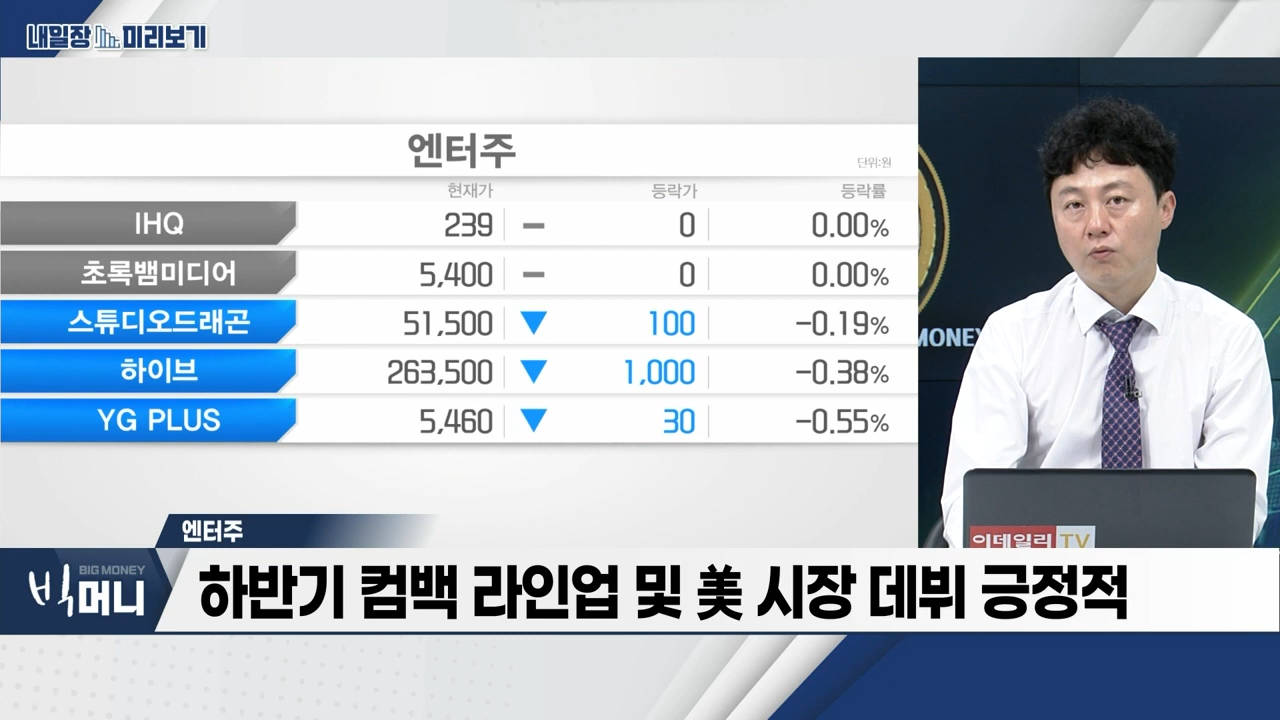 내일장 미리보기
엔터주
단위:원
현재가 등락가 등락률
IHQ 239 – 0 0.00%
초록뱀미디어 5,400 – 0 0.00%
스튜디오드래곤 51,500 ▼ 100 -0.19%
하이브 263,500 ▼ 1,000 -0.38%
YG PLUS 5,460 ▼ 30 -0.55%
MONEY
이데일리 TV
엔터주
BIG MONEY
빅머니
하반기 컴백 라인업 및 美 시장 데뷔 긍정적